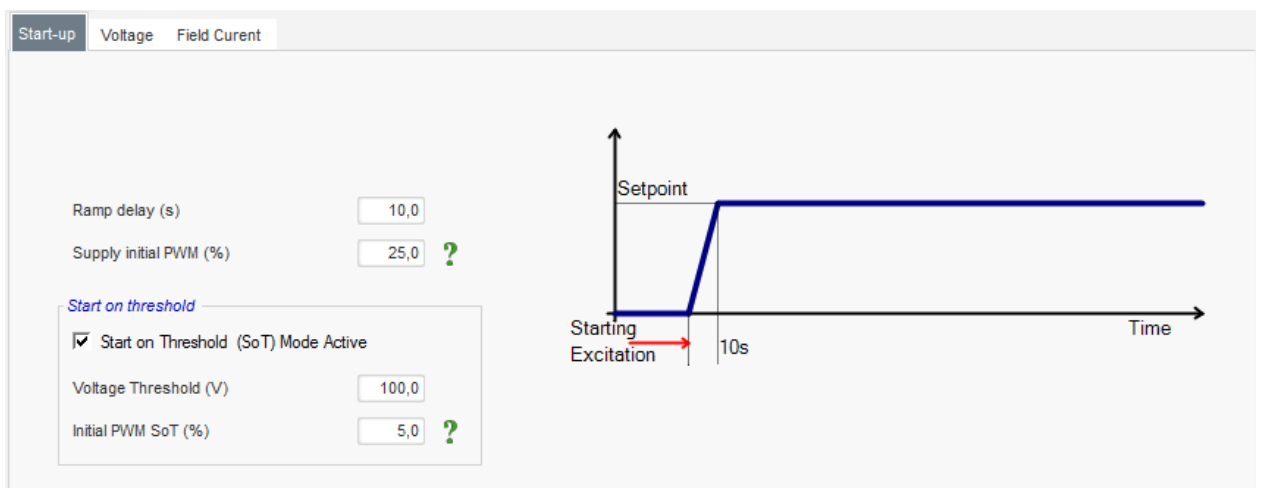 Start-up Voltage Field Curent
Ramp delay (s) 10,0
Supply initial PWM (%) 25,0 ?
Start on threshold
Start on Threshold (SoT) Mode Active
Voltage Threshold (V) 100,0
Initial PWM SoT (%) 5,0 ?
Setpoint
Starting
Excitation
10s
Time